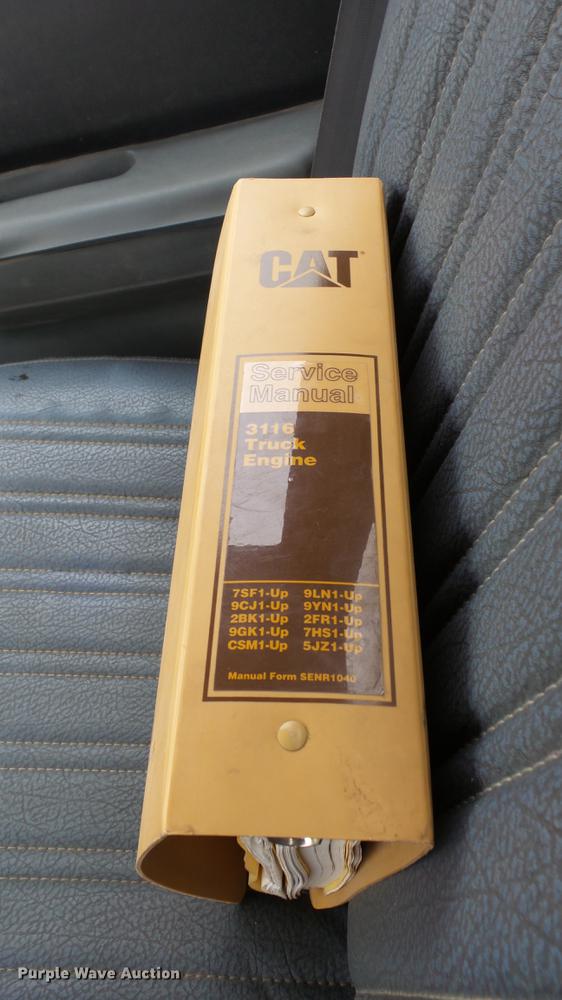 CAT®
Service
Manual
3116
Truck
Engine
7SF1-Up 9LN1-Up
9CJ1-Up 9YN1-Up
2BK1-Up 2FR1-Up
9GK1-Up 7HS1-Up
CSM1-Up 5JZ1-Up
Manual Form SENR1040
Purple Wave Auction